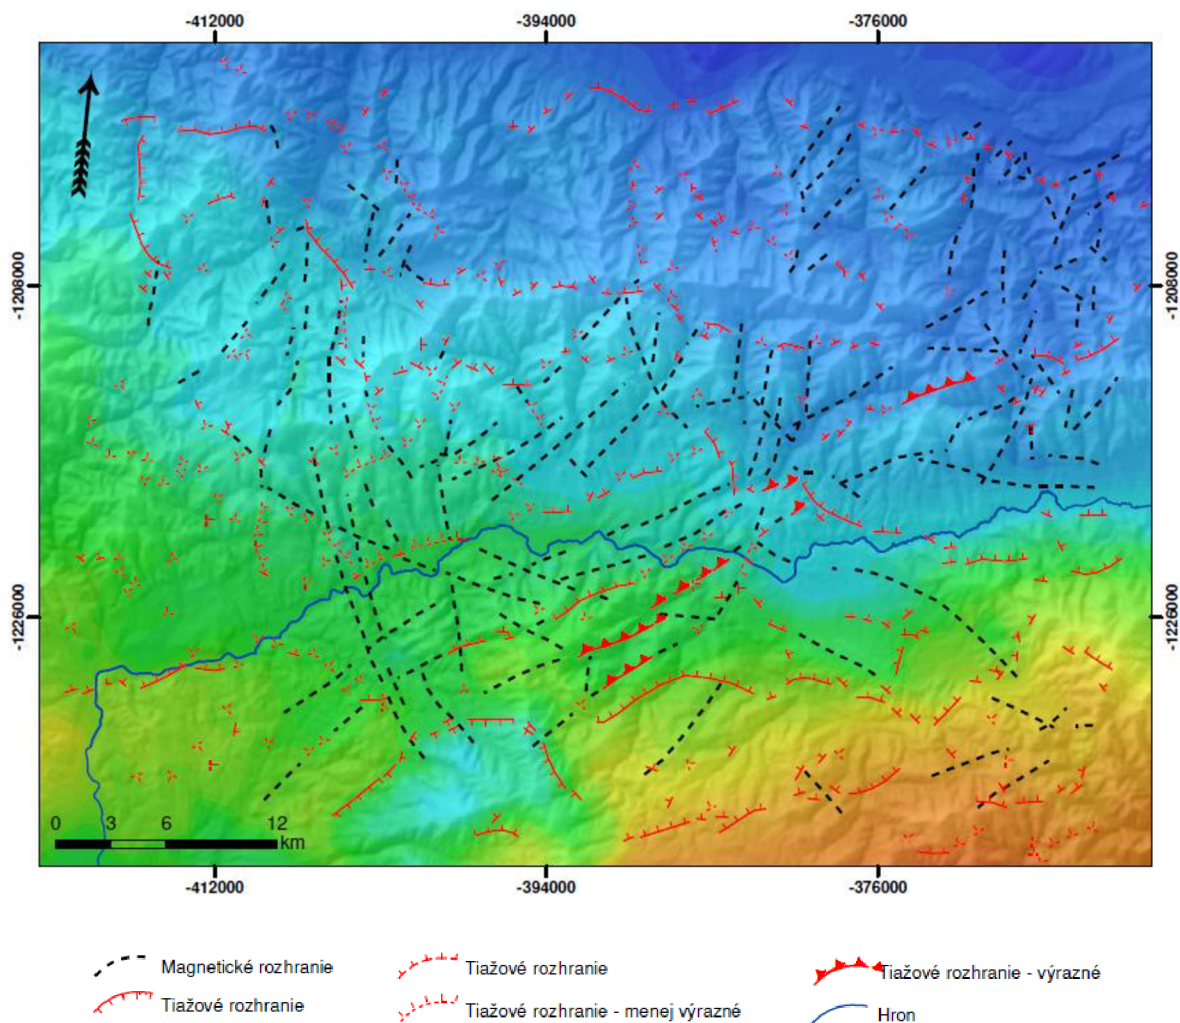 -412000 -394000 -376000
-1208000 -1208000
-1226000 -1226000
0 3 6 12
km
-412000 -394000 -376000
Magnetické rozhranie Tiažové rozhranie Tiažové rozhranie - výrazné
Tiažové rozhranie Tiažové rozhranie - menej výrazné Hron